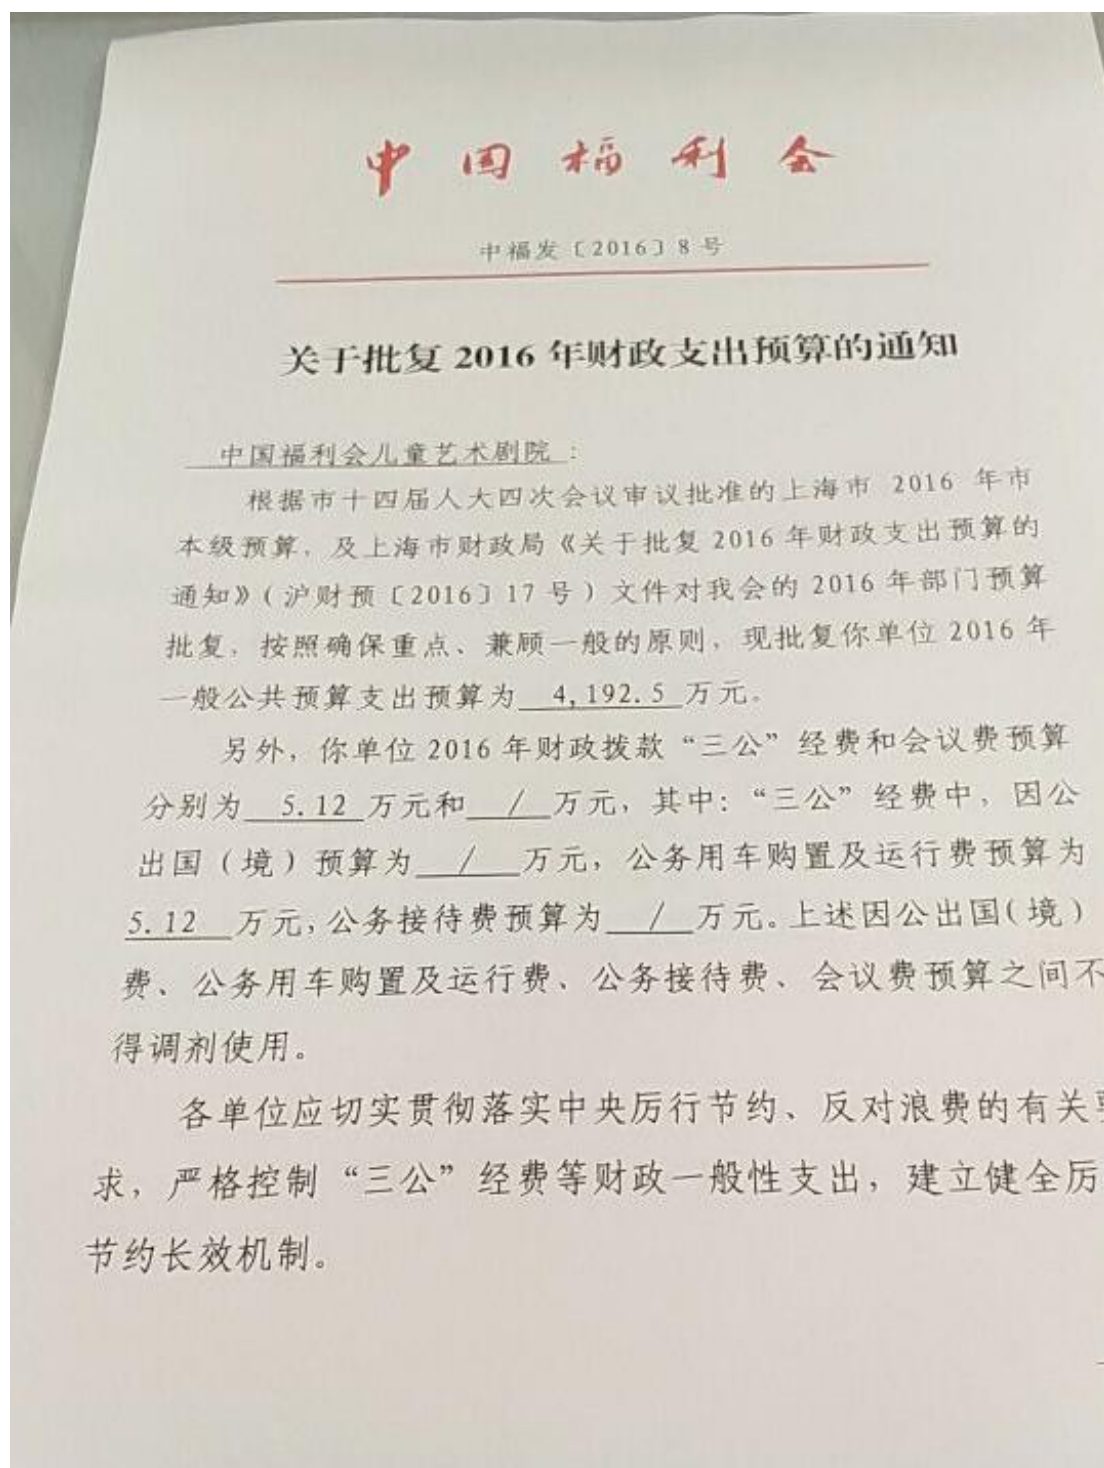 中国福利会
中福发〔2016〕8号
关于批复2016年财政支出预算的通知
中国福利会儿童艺术剧院：
根据市十四届人大四次会议审议批准的上海市 2016 年市
本级预算，及上海市财政局《关于批复2016年财政支出预算的
通知》（沪财预〔2016〕17号）文件对我会的2016年部门预算
批复，按照确保重点、兼顾一般的原则，现批复你单位2016年
一般公共预算支出预算为 4,192.5 万元。
另外，你单位2016年财政拨款“三公”经费和会议费预算
分别为 5.12 万元和 / 万元，其中：“三公”经费中，因公
出国（境）预算为 / 万元，公务用车购置及运行费预算为
5.12 万元，公务接待费预算为 / 万元。上述因公出国（境）
费、公务用车购置及运行费、公务接待费、会议费预算之间不
得调剂使用。
各单位应切实贯彻落实中央厉行节约、反对浪费的有关
求，严格控制“三公”经费等财政一般性支出，建立健全厉
节约长效机制。